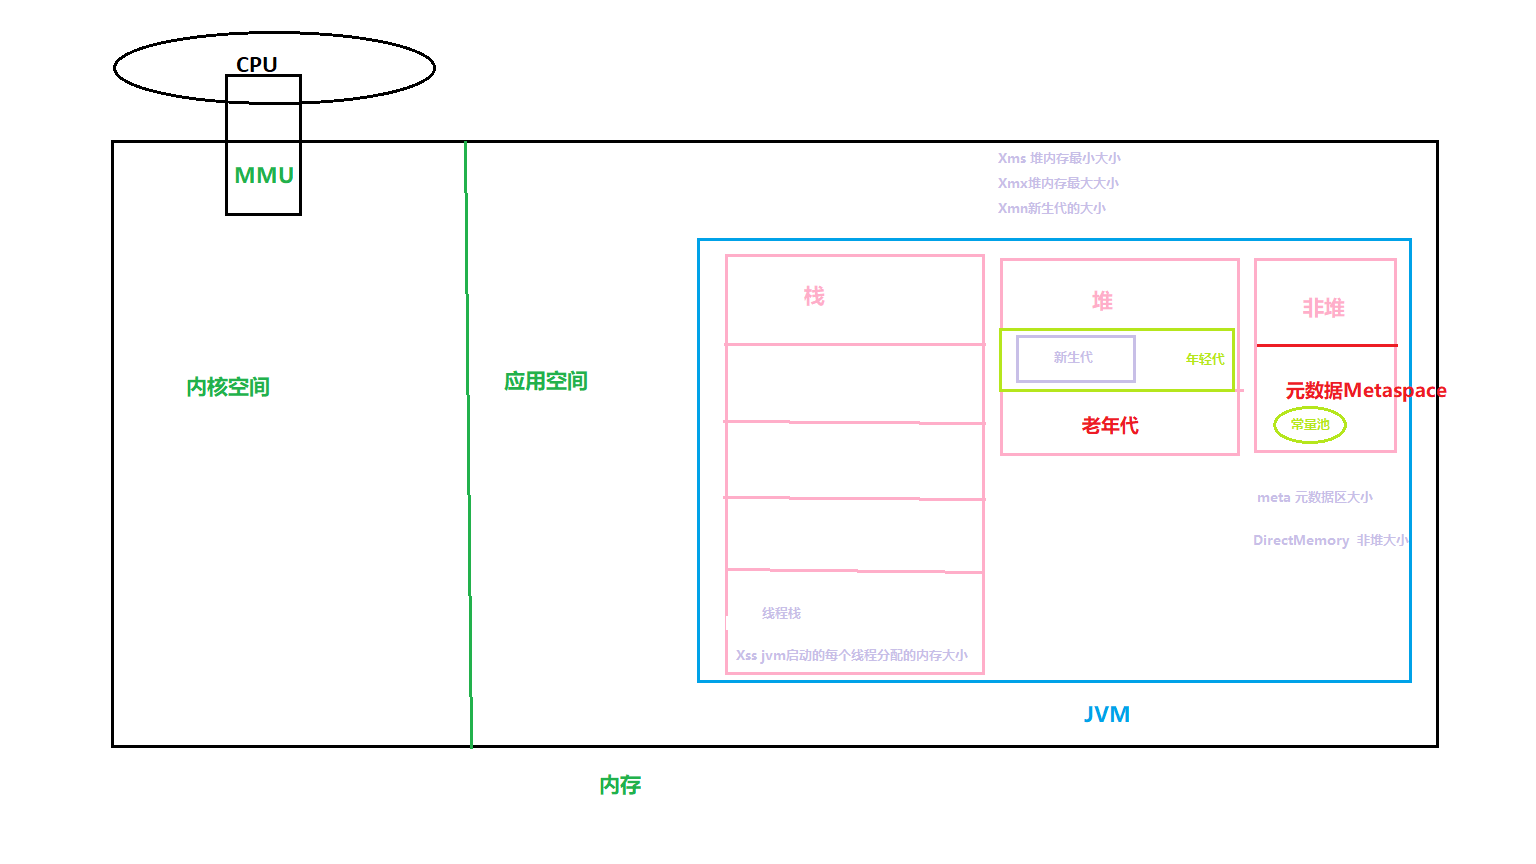 CPU
MMU
Xms 堆内存最小大小
Xmx堆内存最大大小
Xmn新生代的大小
栈
堆
非堆
新生代
年轻代
内核空间
应用空间
元数据Metaspace
老年代
常量池
meta 元数据区大小
DirectMemory 非堆大小
线程栈
Xss jvm启动的每个线程分配的内存大小
JVM
内存